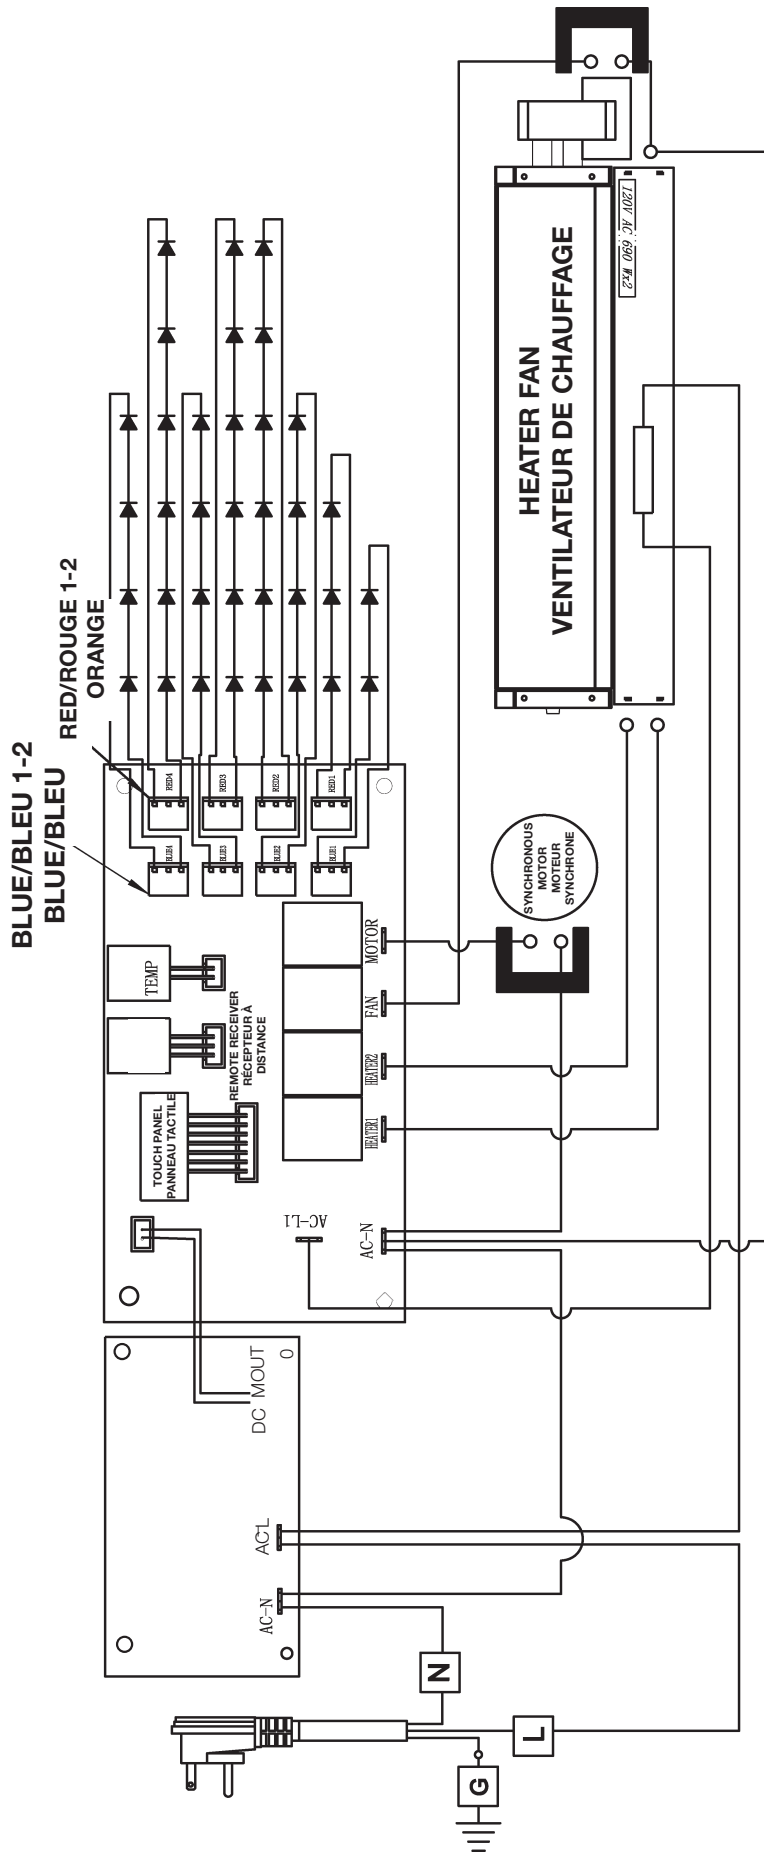 120V AC 690 Wx2
HEATER FAN
VENTILATEUR DE CHAUFFAGE
RED/ROUGE 1-2
ORANGE
BLUE/BLEU 1-2
BLUE/BLEU
RED4
RED3
RED2
RED1
BLUE4
BLUE3
BLUE2
BLUE1
SYNCHRONOUS
MOTOR
MOTEUR
SYNCHRONE
TEMP
REMOTE RECEIVER
RÉCEPTEUR À
DISTANCE
TOUCH PANEL
PANNEAU TACTILE
MOTOR
FAN
HEATER2
HEATER1
AC-L1
AC-N
DC MOUT
0
AC-L
AC-N
N
L
G